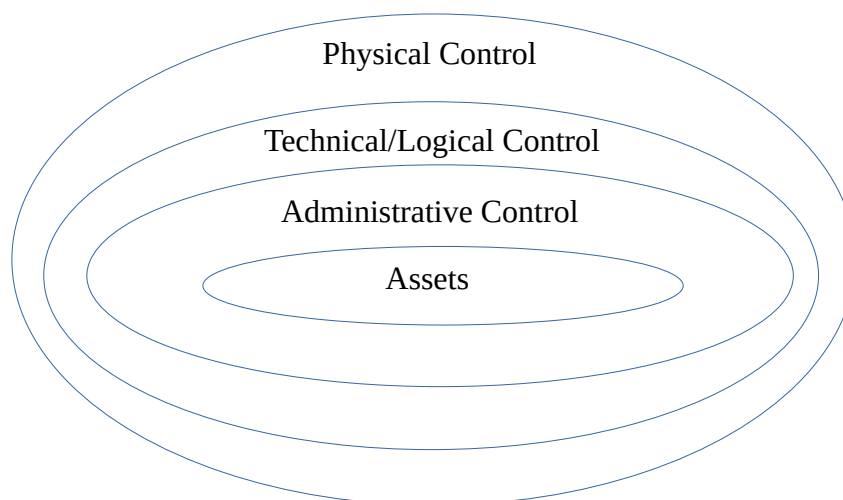 Physical Control
Technical/Logical Control
Administrative Control
Assets